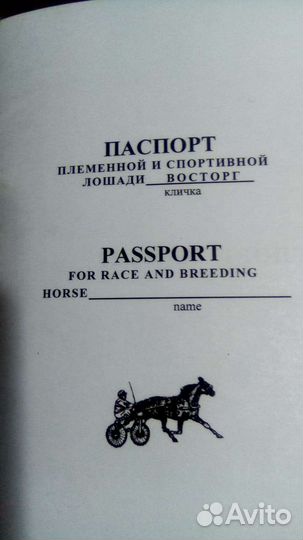 ПАСПОРТ
ПЛЕМЕННОЙ И СПОРТИВНОЙ
ЛОШАДИ ВОСТОРГ
кличка
PASSPORT
FOR RACE AND BREEDING
HORSE
name
Avito